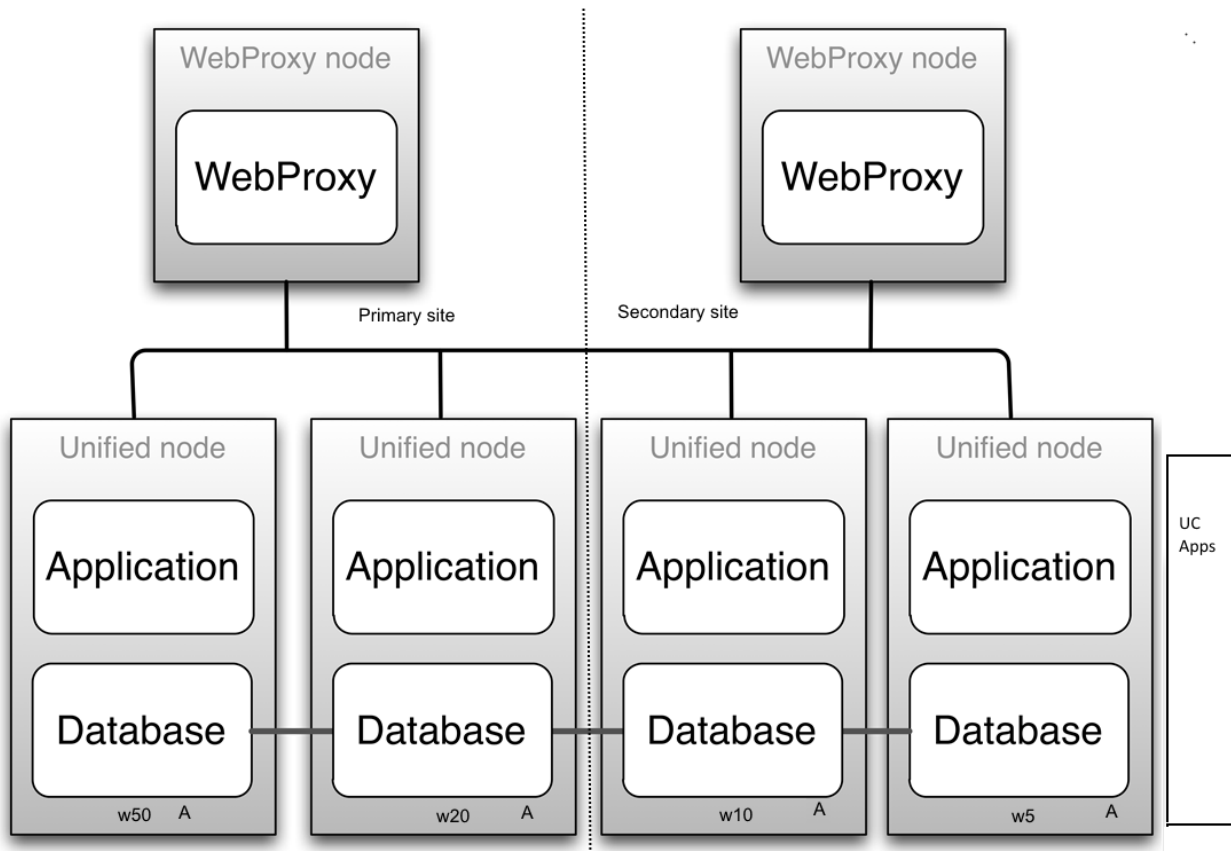 WebProxy node
WebProxy node
WebProxy
WebProxy
Primary site
Secondary site
Unified node
Unified node
Unified node
Unified node
UC
Apps
Application
Application
Application
Application
Database
Database
Database
Database
w50 A
w20 A
w10 A
w5 A